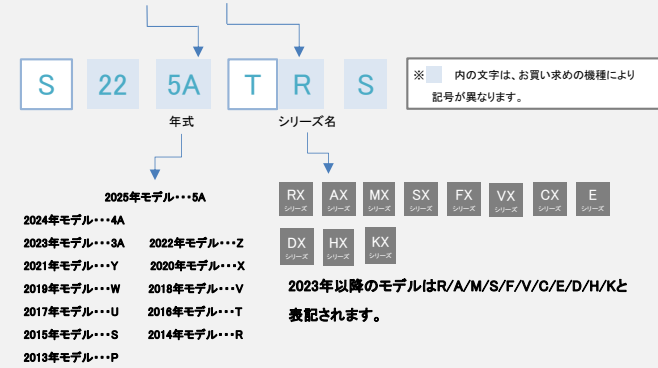 S 22 5A T R S
※ 内の文字は、お買い求めの機種により
記号が異なります。
年式 シリーズ名
2025年モデル・・・5A
2024年モデル・・・4A
2023年モデル・・・3A 2022年モデル・・・Z
2021年モデル・・・Y 2020年モデル・・・X
2019年モデル・・・W 2018年モデル・・・V
2017年モデル・・・U 2016年モデル・・・T
2015年モデル・・・S 2014年モデル・・・R
2013年モデル・・・P
RX AX MX SX FX VX CX E
シリーズ シリーズ シリーズ シリーズ シリーズ シリーズ シリーズ シリーズ
DX HX KX
シリーズ シリーズ シリーズ
2023年以降のモデルはR/A/M/S/F/V/C/E/D/H/Kと
表記されます。